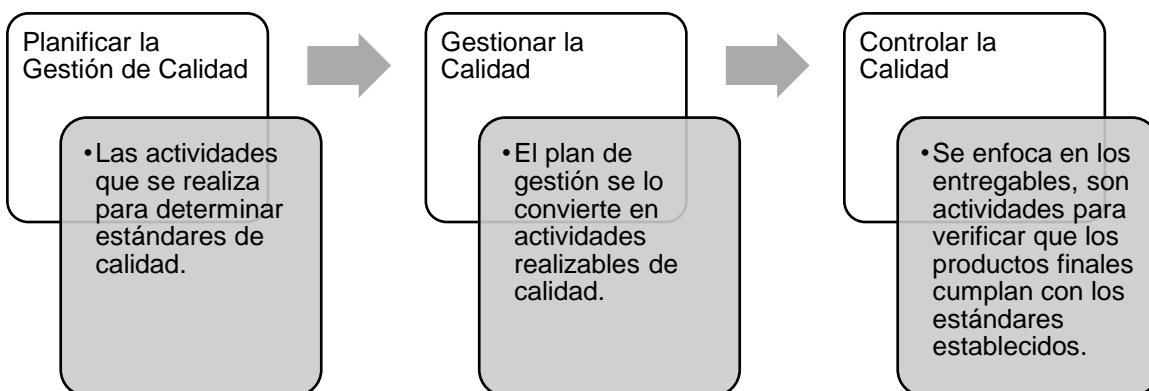 Planificar la
Gestión de Calidad
•Las actividades
que se realiza
para determinar
estándares de
calidad.
Gestionar la
Calidad
•El plan de
gestión se lo
convierte en
actividades
realizables de
calidad.
Controlar la
Calidad
•Se enfoca en los
entregables, son
actividades para
verificar que los
productos finales
cumplan con los
estándares
establecidos.